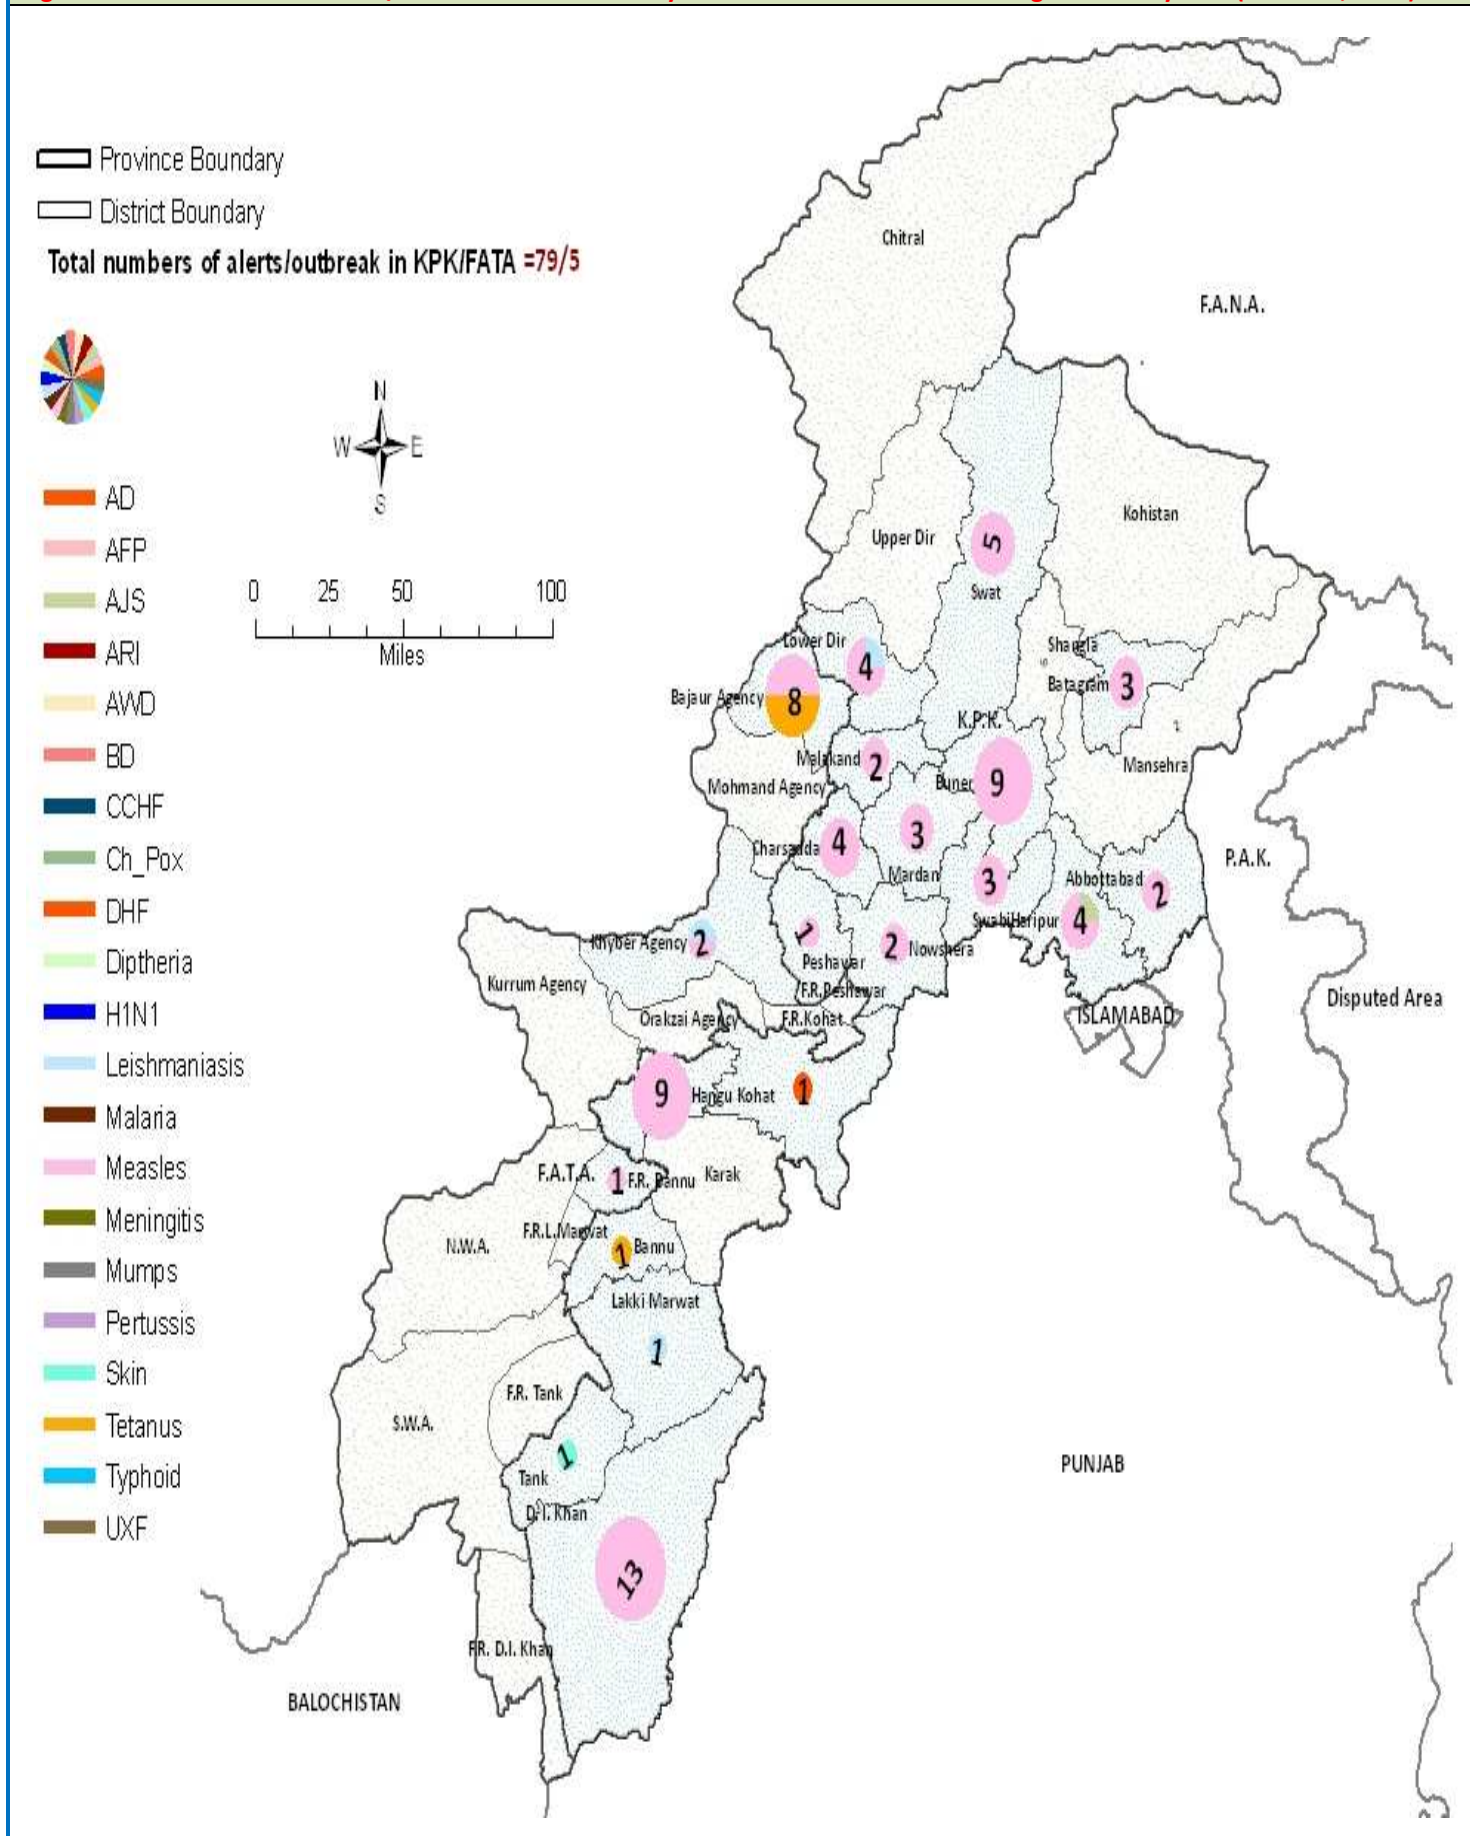 Province Boundary
District Boundary
Total numbers of alerts/outbreak in KPK/FATA =79/5
N
W E
S
0 25 50 100
Miles
AD
AFP
AJS
ARI
AWD
BD
CCHF
Ch_Pox
DHF
Diptheria
H1N1
Leishmaniasis
Malaria
Measles
Meningitis
Mumps
Pertussis
Skin
Tetanus
Typhoid
UXF
Chitral
F.A.N.A.
Kohistan
Upper Dir
5
Swat
Lower Dir
4
Shangla
Batagram
3
Bajaur Agency
8
K.P.K.
Malakand
2
Mansehra
Mohmand Agency
Buner
9
Charsadda
4
3
Mardan
P.A.K.
3
Abbottabad
2
Swabi
Haripur
4
Khyber Agency
2
1
Peshawar
2
Nowshera
Kurrum Agency
F.R.Peshawar
Disputed Area
Orakzai Agency
F.R.Kohat
ISLAMABAD
9
Hangu
Kohat
1
F.A.T.A.
1
F.R. Bannu
Karak
F.R.L.Marwat
N.W.A.
1
Bannu
Lakki Marwat
1
F.R. Tank
S.W.A.
1
Tank
PUNJAB
D. I. Khan
13
F.R. D.I. Khan
BALOCHISTAN